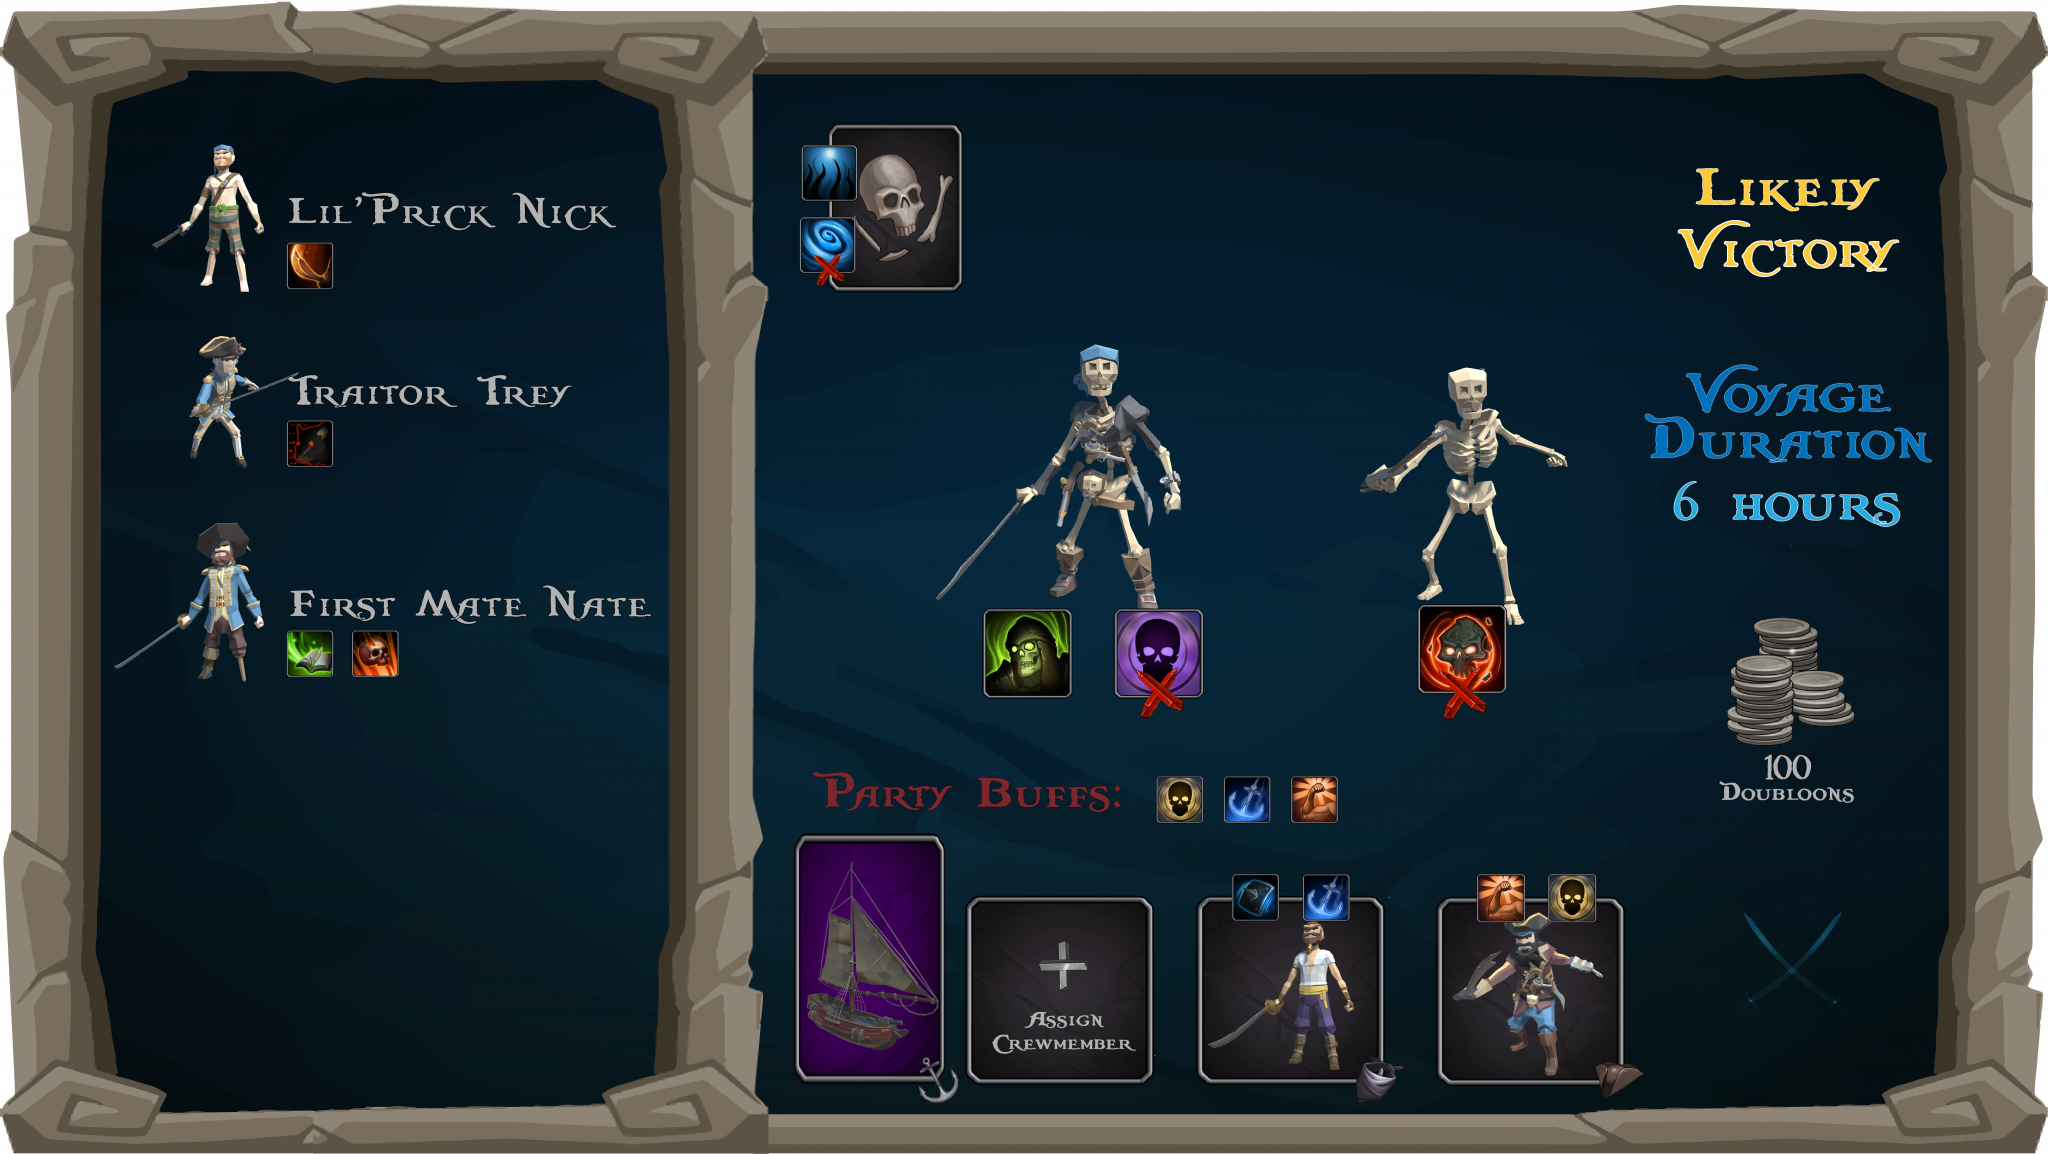 Lil'Prick Nick
Traitor Trey
First Mate Nate
Likely
Victory
Voyage
Duration
6 hours
100
Doubloons
Party Buffs:
Assign
Crewmember